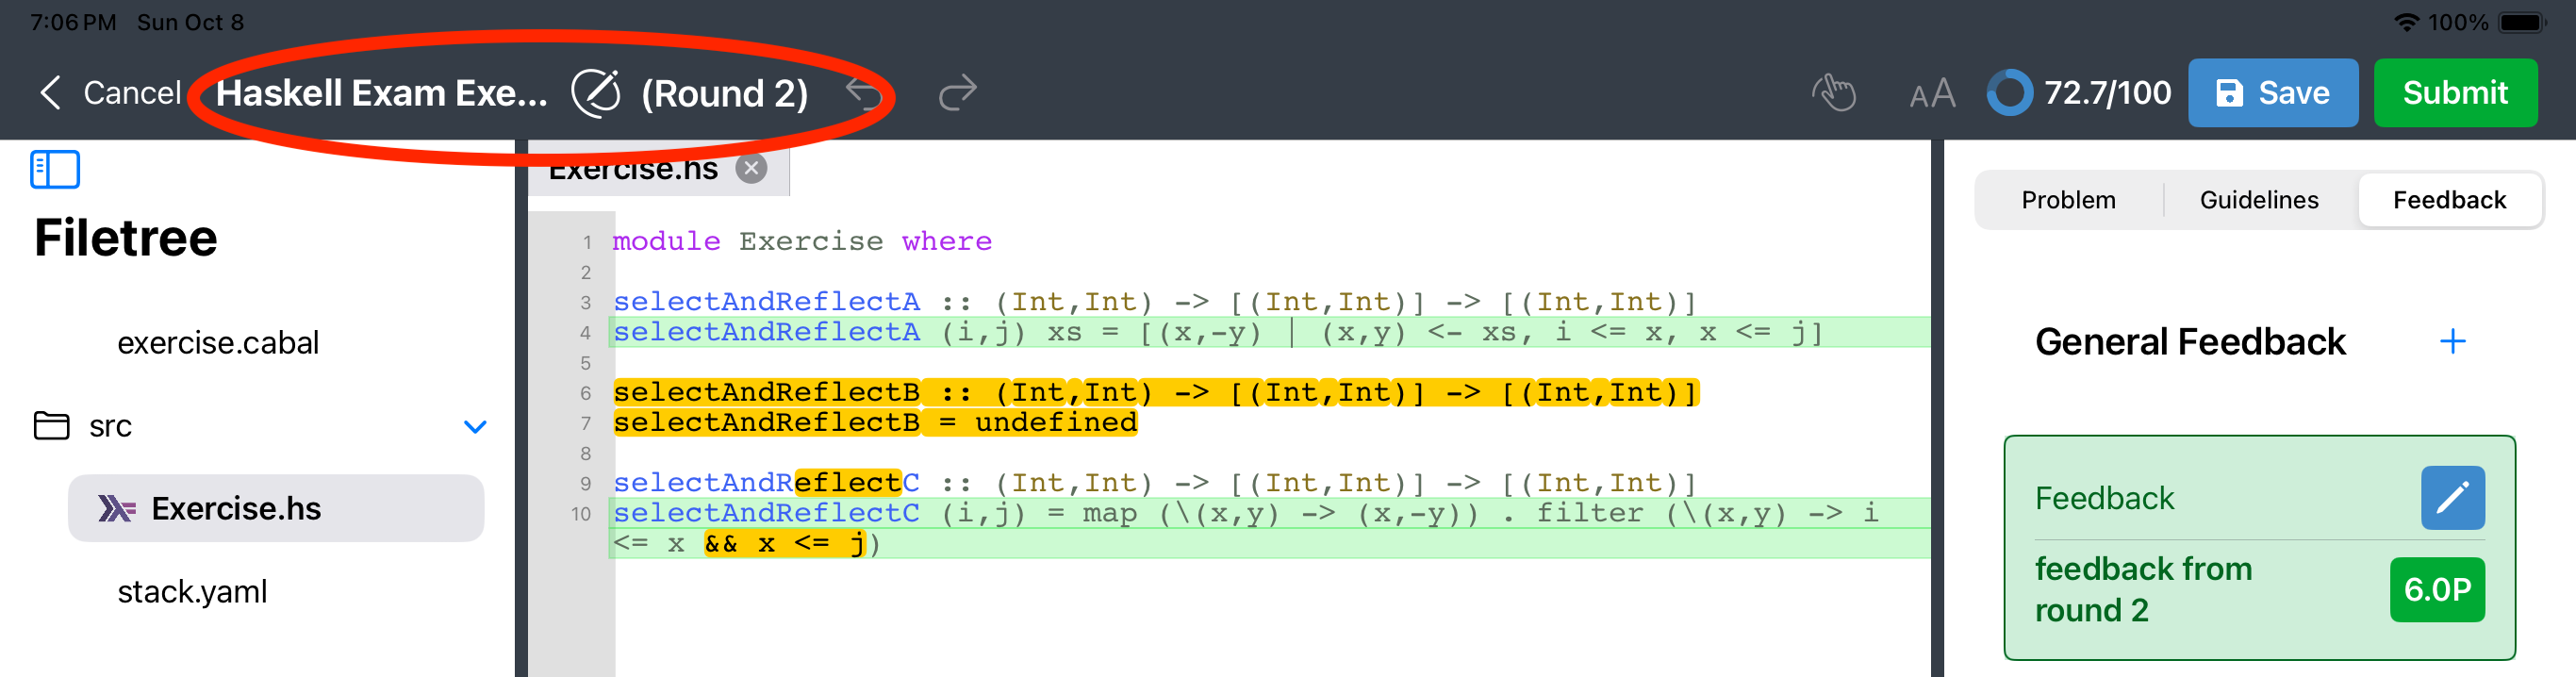 7:06 PM Sun Oct 8 100%
Cancel Haskell Exam Exe... (Round 2) AA 72.7/100 Save Submit
Filetree
exercise.cabal
src
Exercise.hs
stack.yaml
Exercise.hs
1 module Exercise where
2
3 selectAndReflectA :: (Int,Int) -> [(Int,Int)] -> [(Int,Int)]
4 selectAndReflectA (i,j) xs = [(x,-y) | (x,y) <- xs, i <= x, x <= j]
5
6 selectAndReflectB :: (Int,Int) -> [(Int,Int)] -> [(Int,Int)]
7 selectAndReflectB = undefined
8
9 selectAndReflectC :: (Int,Int) -> [(Int,Int)] -> [(Int,Int)]
10 selectAndReflectC (i,j) = map (\(x,y) -> (x,-y)) . filter (\(x,y) -> i
<= x && x <= j)
Problem Guidelines Feedback
General Feedback +
Feedback
feedback from
round 2
6.0P